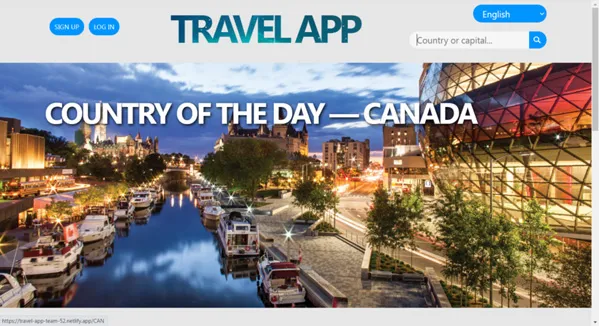 SIGN UP
LOG IN
TRAVEL APP
English
Country or capital...
COUNTRY OF THE DAY — CANADA
https://travel-app-team-52.netlify.app/CAN